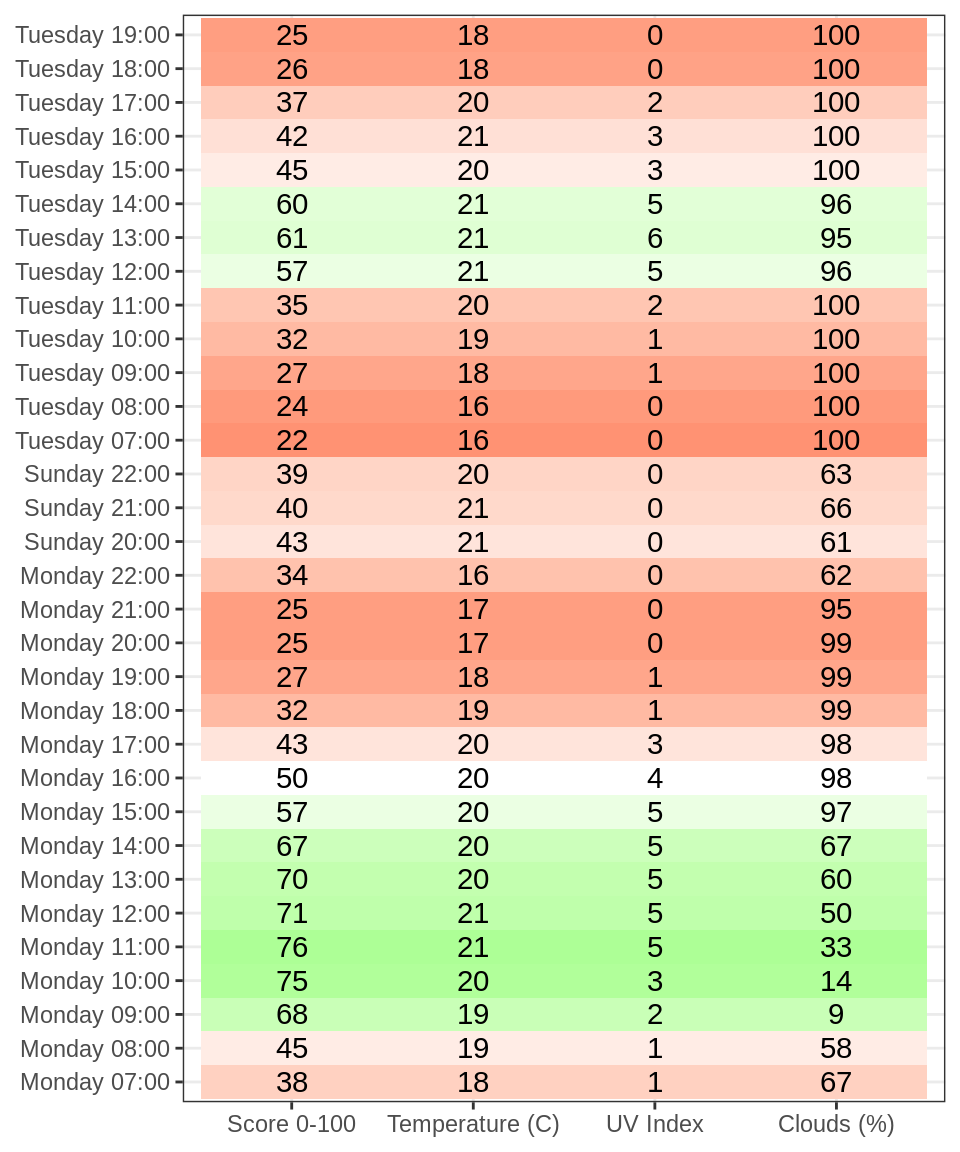 Tuesday 19:00 25 18 0 100
Tuesday 18:00 26 18 0 100
Tuesday 17:00 37 20 2 100
Tuesday 16:00 42 21 3 100
Tuesday 15:00 45 20 3 100
Tuesday 14:00 60 21 5 96
Tuesday 13:00 61 21 6 95
Tuesday 12:00 57 21 5 96
Tuesday 11:00 35 20 2 100
Tuesday 10:00 32 19 1 100
Tuesday 09:00 27 18 1 100
Tuesday 08:00 24 16 0 100
Tuesday 07:00 22 16 0 100
Sunday 22:00 39 20 0 63
Sunday 21:00 40 21 0 66
Sunday 20:00 43 21 0 61
Monday 22:00 34 16 0 62
Monday 21:00 25 17 0 95
Monday 20:00 25 17 0 99
Monday 19:00 27 18 1 99
Monday 18:00 32 19 1 99
Monday 17:00 43 20 3 98
Monday 16:00 50 20 4 98
Monday 15:00 57 20 5 97
Monday 14:00 67 20 5 67
Monday 13:00 70 20 5 60
Monday 12:00 71 21 5 50
Monday 11:00 76 21 5 33
Monday 10:00 75 20 3 14
Monday 09:00 68 19 2 9
Monday 08:00 45 19 1 58
Monday 07:00 38 18 1 67
Score 0-100 Temperature (C) UV Index Clouds (%)